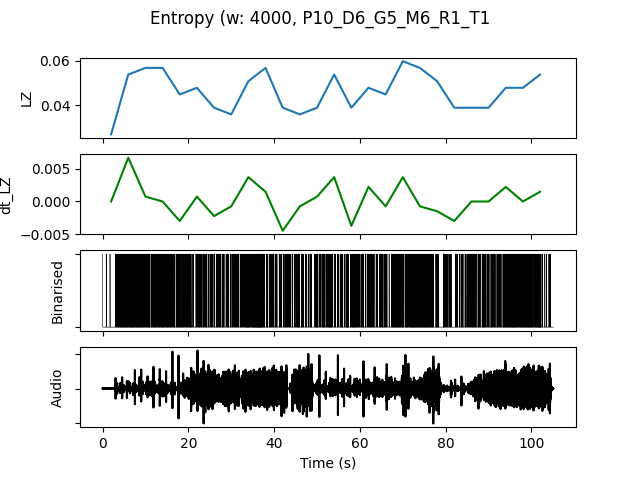 Entropy (w: 4000, P10_D6_G5_M6_R1_T1
0.06
0.04
LZ
0.005
0.000
−0.005
dt_LZ
Binarised
Audio
0 20 40 60 80 100
Time (s)